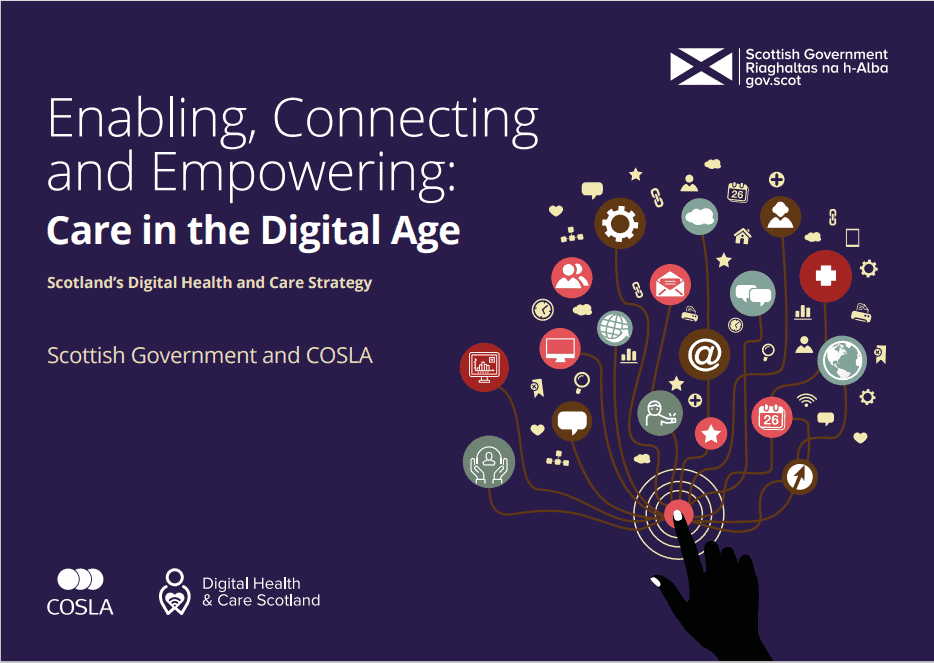 Scottish Government
Riaghaltas na h-Alba
gov.scot
Enabling, Connecting
and Empowering:
Care in the Digital Age
Scotland's Digital Health and Care Strategy
Scottish Government and COSLA
26
@
26
COSLA
Digital Health
& Care Scotland